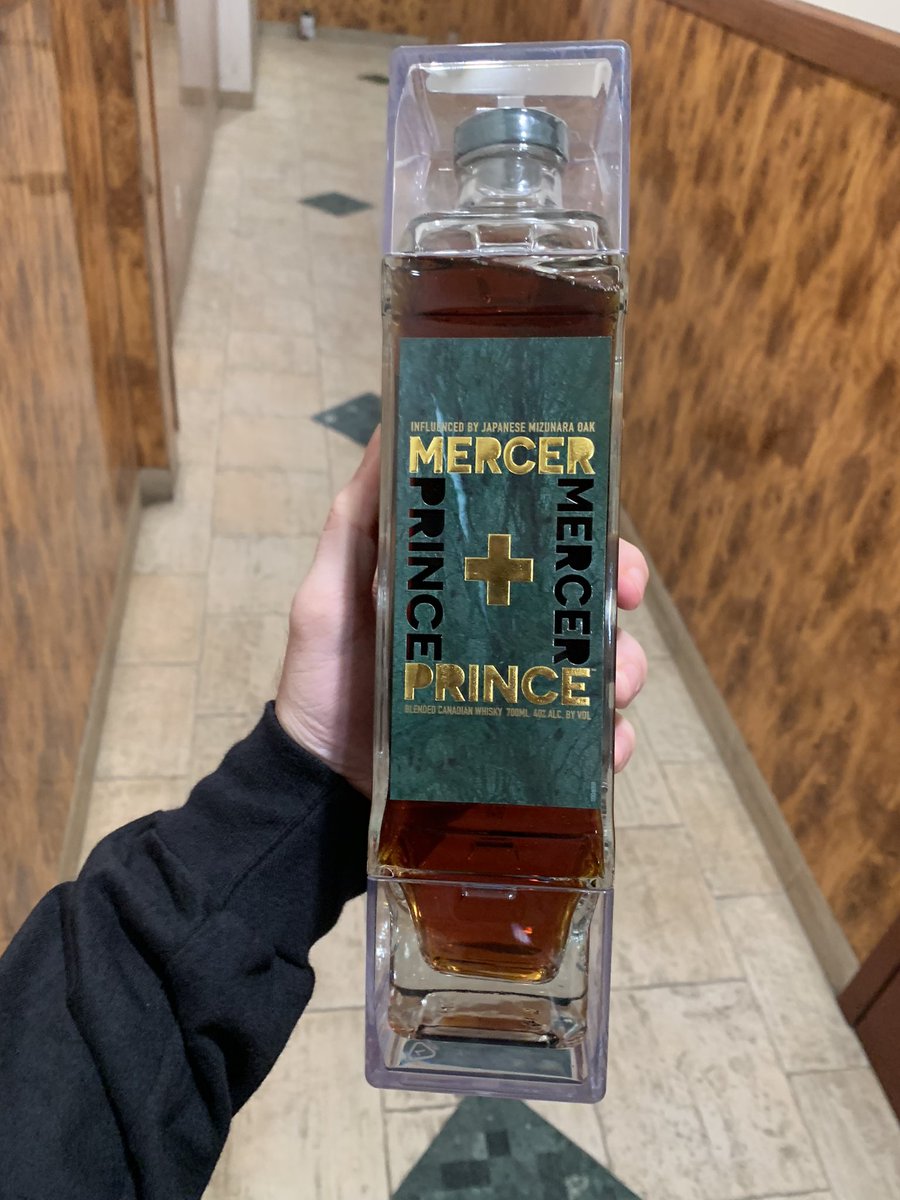 INFLUENCED BY JAPANESE MIZUNARA OAK
MERCER
PRINCE
MERCER
PRINCE
BLENDED CANADIAN WHISKY 700ML. 40% ALC. BY VOL